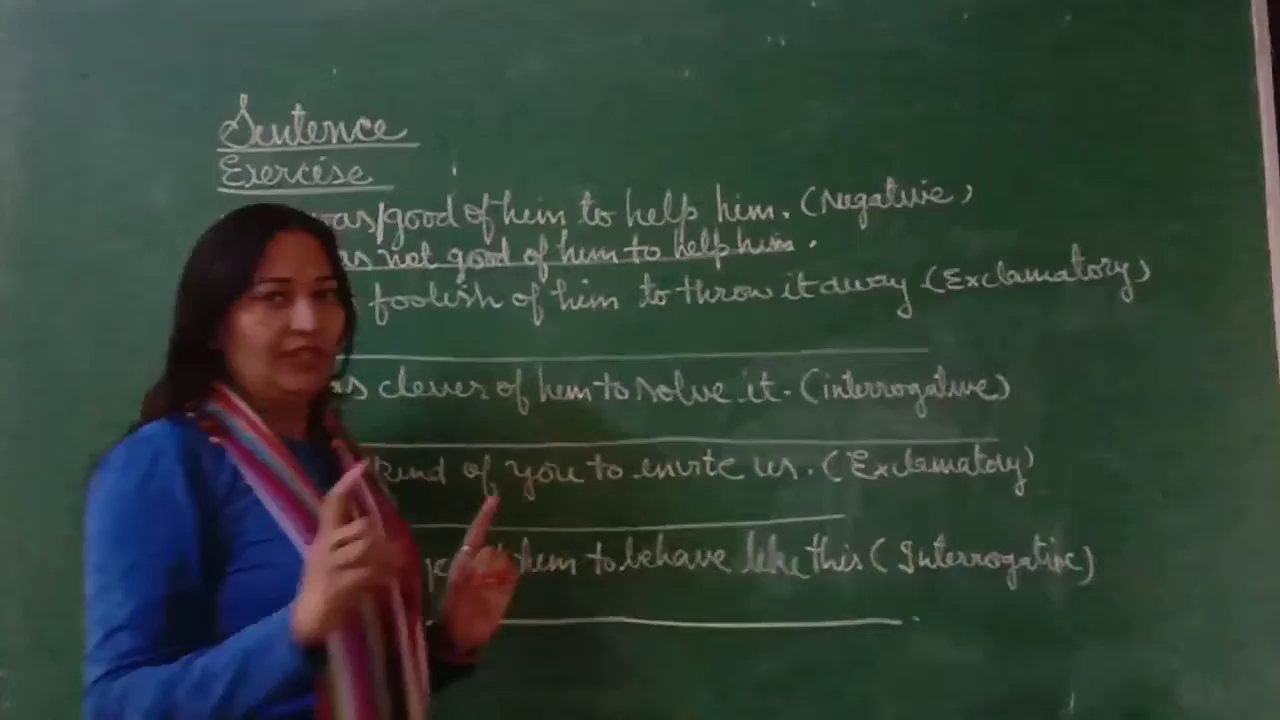 Sentence
Exercise
was/good of him to help him. (Negative)
as not good of him to help him.
foolish of him to throw it away (Exclamatory)
as clever of him to solve it. (interrogative)
kind of you to invite us. (Exclamatory)
them to behave like this (Interrogative)